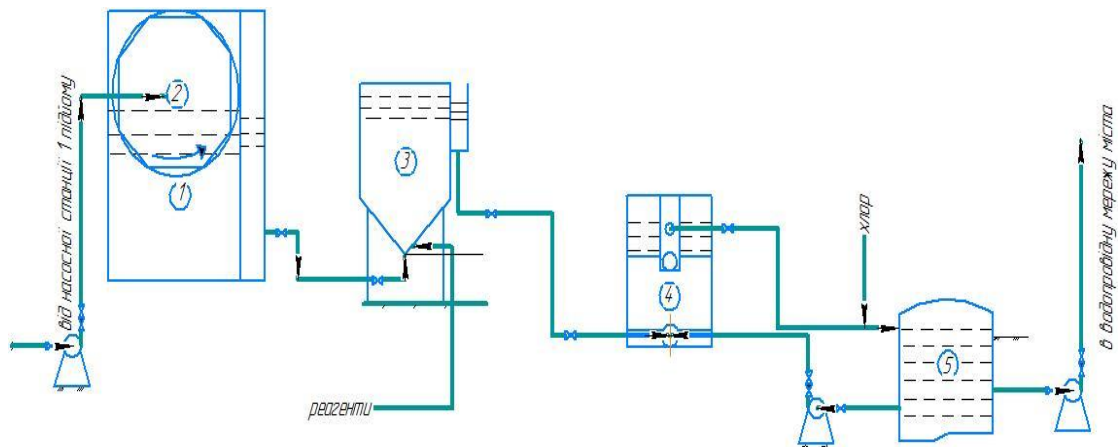 від насосної станції 1 підйому
2
1
3
реагенти
4
хлор
5
в водопровідну мережу міста